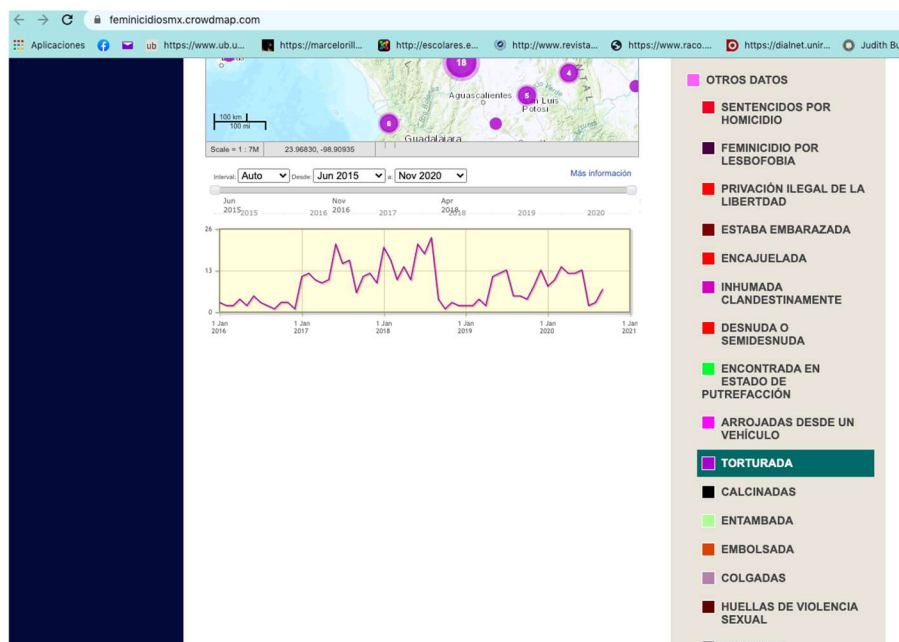 feminicidiosmx.crowdmap.com
Aplicaciones
ub https://www.ub.u...
https://marcelorill...
http://escolares.e...
http://www.revista...
https://www.raco....
https://dialnet.unir...
Judith Bu
18
4
Aguascalientes
5
San Luis
Potosí
6
Guadalajara
100 km
100 mi
Scale = 1 : 7M
23.96830, -98.90935
Interval: Auto Desde: Jun 2015 a: Nov 2020
Más información
Jun
2015
Nov
2016
Apr
2018
2015 2016 2017 2018 2019 2020
26
13
0
1 Jan
2016
1 Jan
2017
1 Jan
2018
1 Jan
2019
1 Jan
2020
1 Jan
2021
OTROS DATOS
SENTENCIDOS POR
HOMICIDIO
FEMINICIDIO POR
LESBOFOBIA
PRIVACIÓN ILEGAL DE LA
LIBERTDAD
ESTABA EMBARAZADA
ENCAJUELADA
INHUMADA
CLANDESTINAMENTE
DESNUDA O
SEMIDESNUDA
ENCONTRADA EN
ESTADO DE
PUTREFACCIÓN
ARROJADAS DESDE UN
VEHÍCULO
TORTURADA
CALCINADAS
ENTAMBADA
EMBOLSADA
COLGADAS
HUELLAS DE VIOLENCIA
SEXUAL